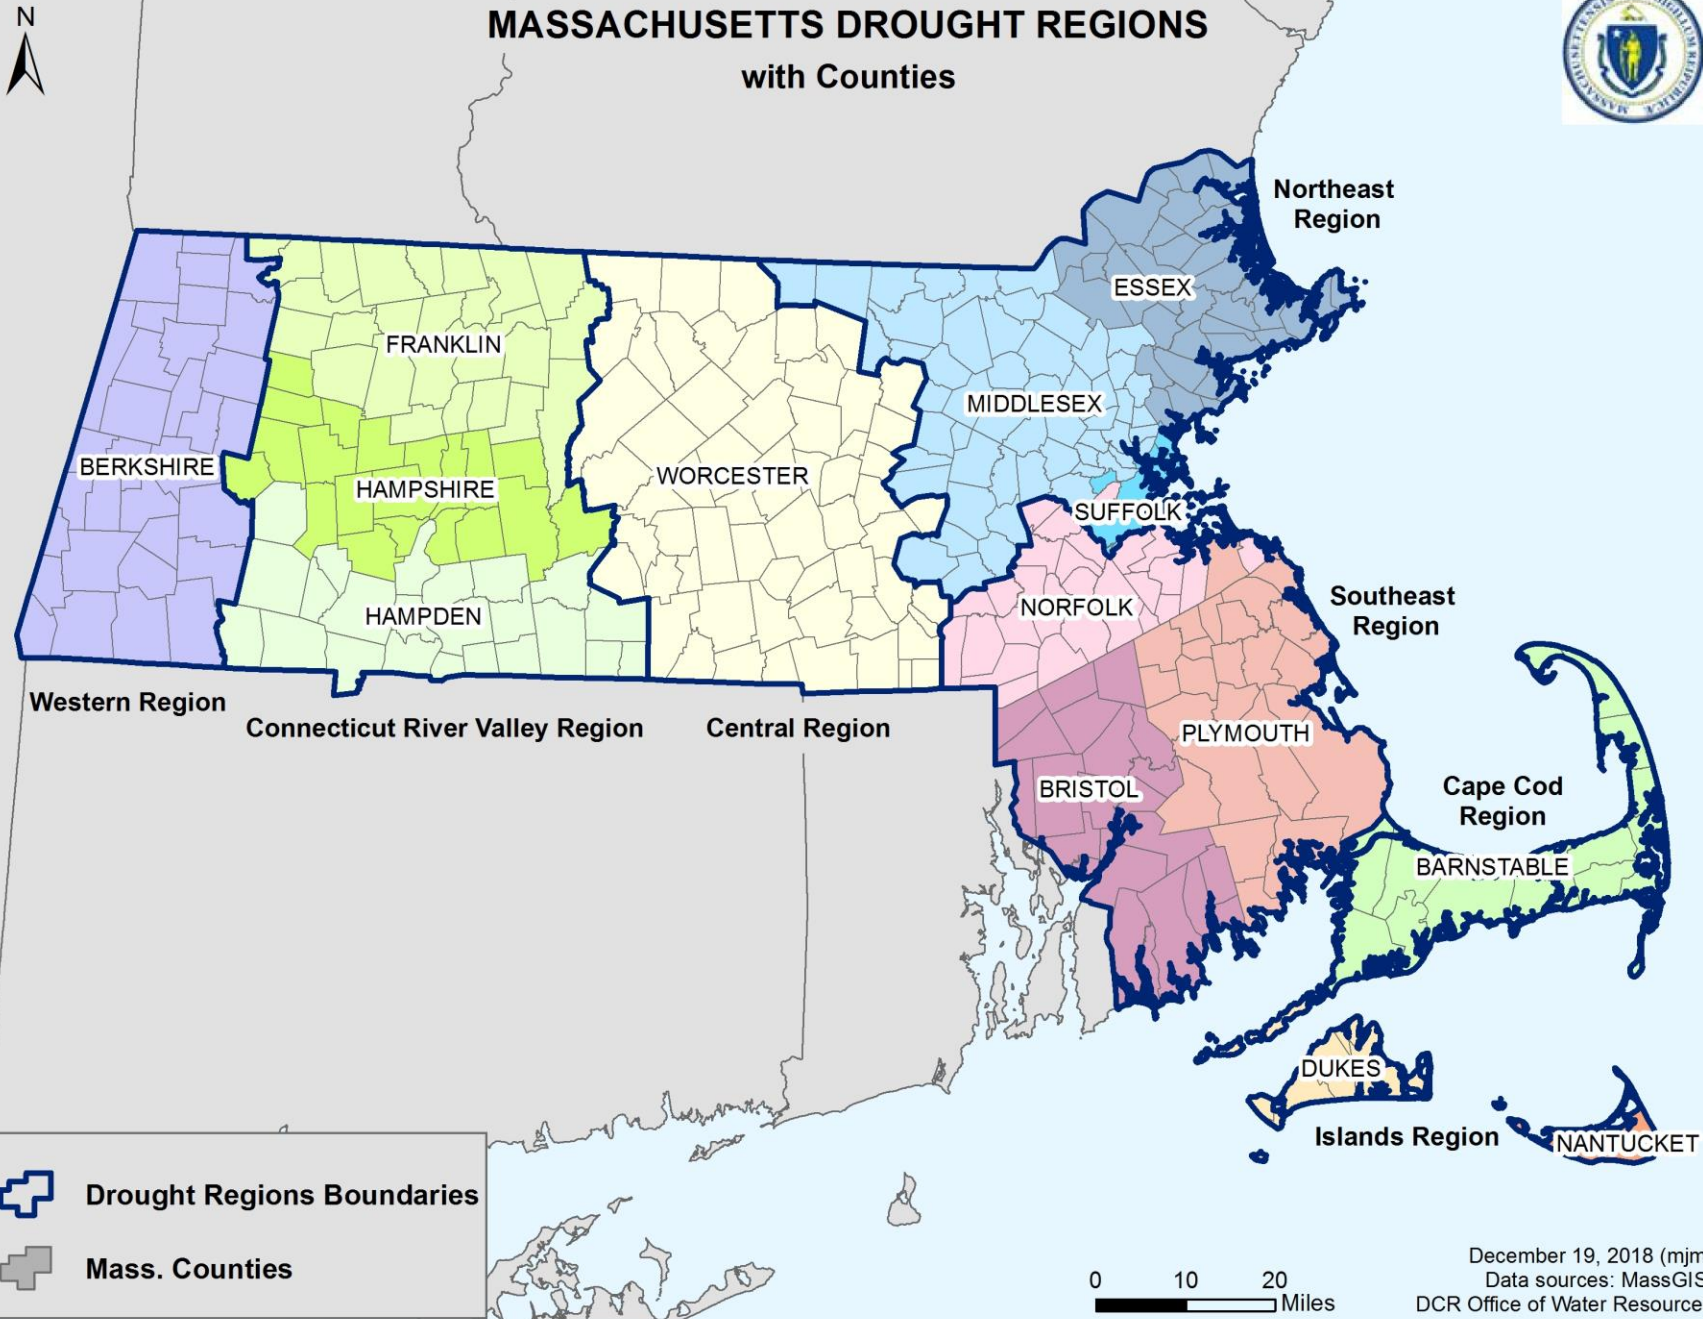 N
MASSACHUSETTS DROUGHT REGIONS
with Counties
Northeast
Region
ESSEX
FRANKLIN
MIDDLESEX
BERKSHIRE
HAMPSHIRE
WORCESTER
SUFFOLK
HAMPDEN
NORFOLK
Southeast
Region
Western Region
Connecticut River Valley Region
Central Region
PLYMOUTH
BRISTOL
Cape Cod
Region
BARNSTABLE
DUKES
Islands Region
NANTUCKET
Drought Regions Boundaries
Mass. Counties
0 10 20
Miles
December 19, 2018 (mjm
Data sources: MassGIS
DCR Office of Water Resource